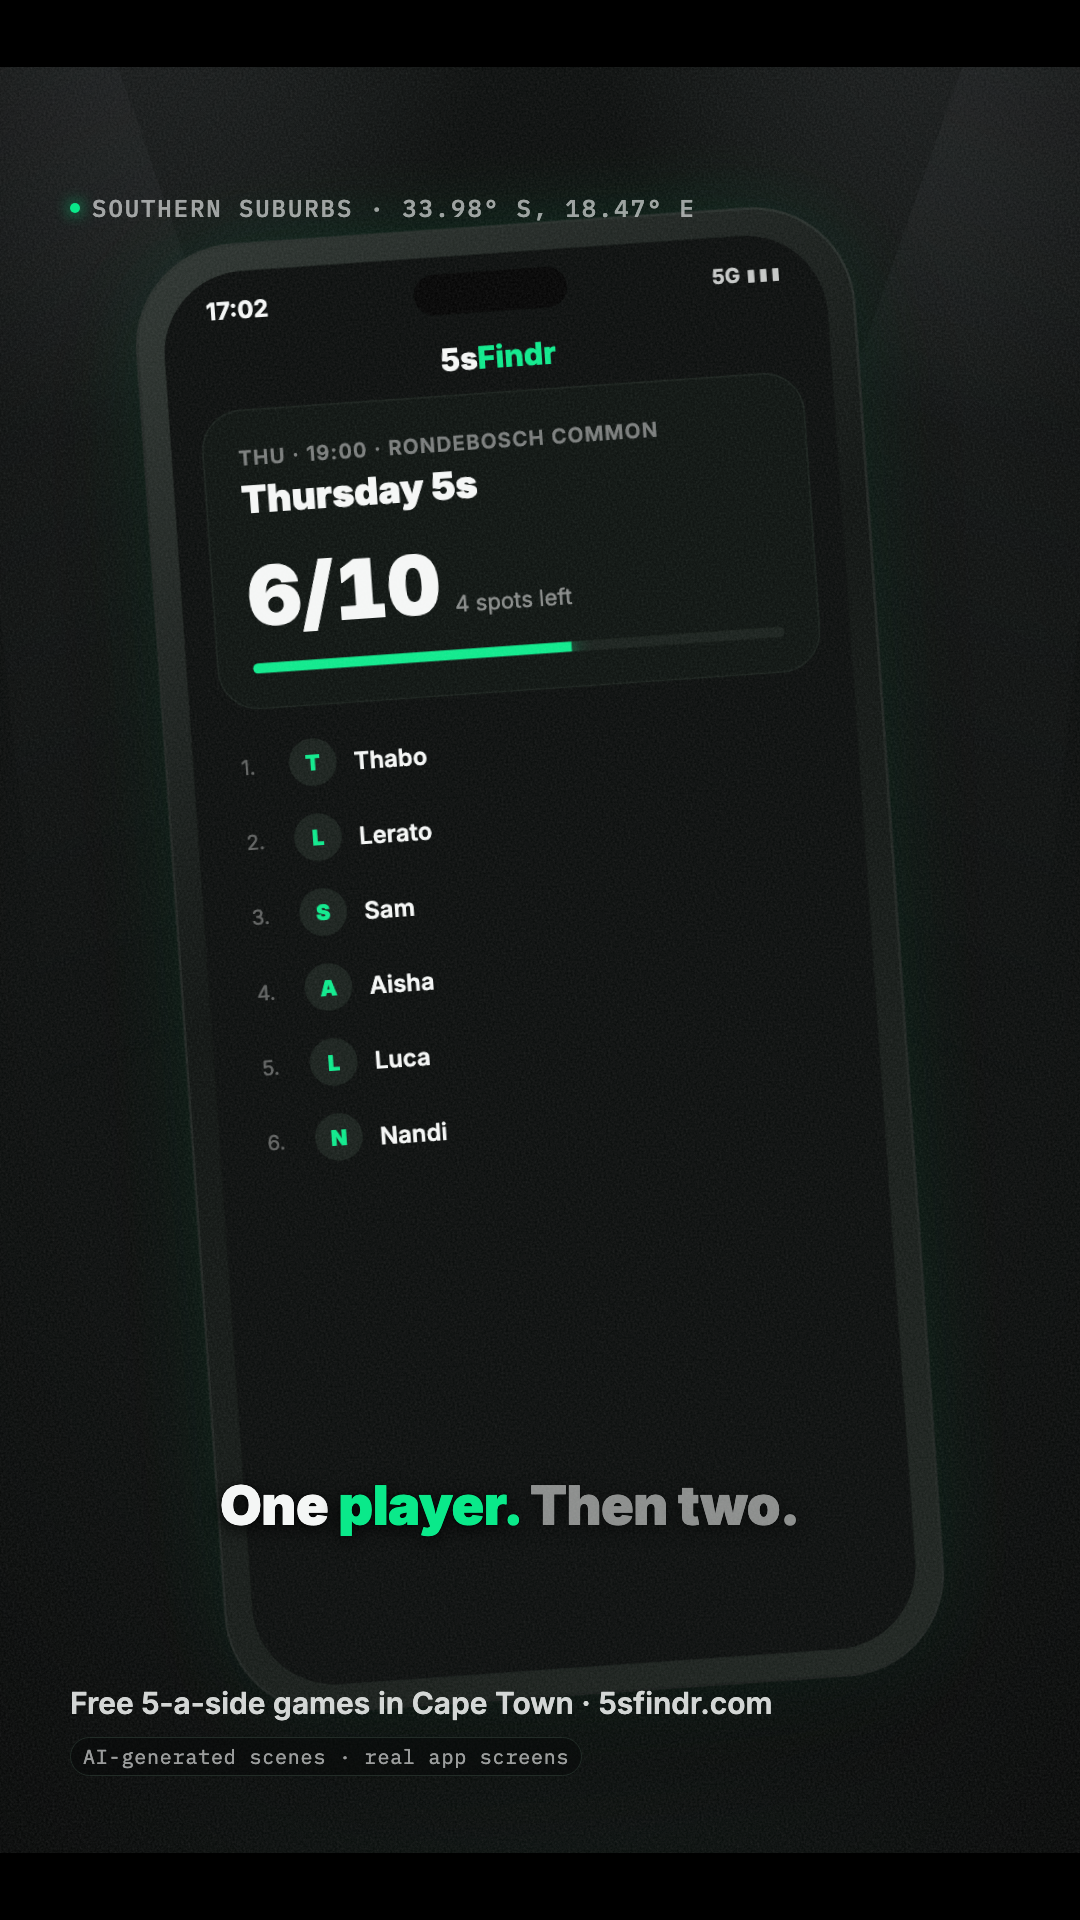 SOUTHERN SUBURBS · 33.98° S, 18.47° E
17:02
5G
5sFindr
THU · 19:00 · RONDEBOSCH COMMON
Thursday 5s
6/10 4 spots left
1. T Thabo
2. L Lerato
3. S Sam
4. A Aisha
5. L Luca
6. N Nandi
One player. Then two.
Free 5-a-side games in Cape Town · 5sfindr.com
AI-generated scenes · real app screens